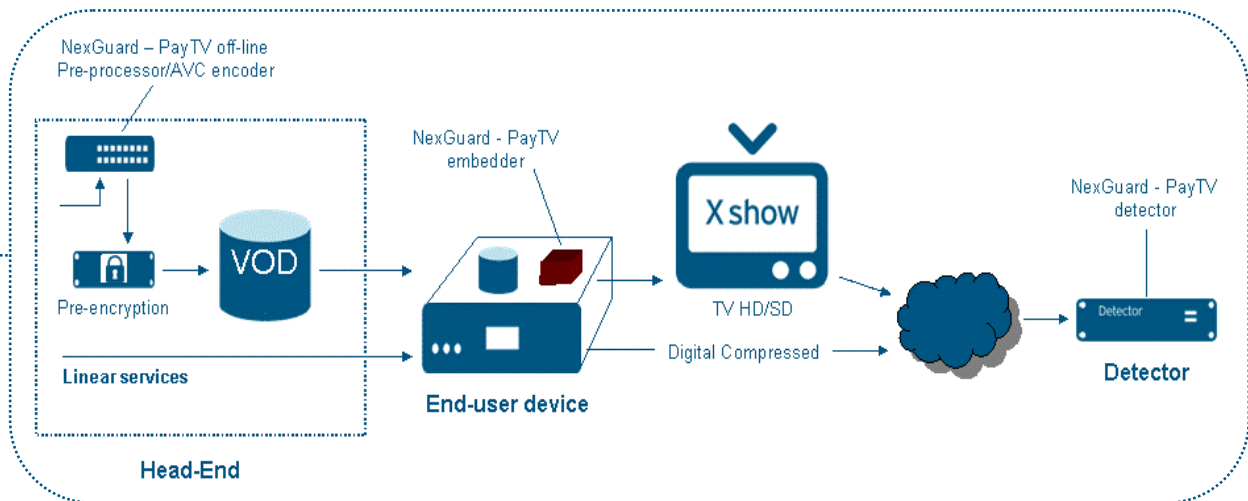 NexGuard – PayTV off-line
Pre-processor/AVC encoder
NexGuard - PayTV
embedder
NexGuard - PayTV
detector
X show
VOD
Pre-encryption
TV HD/SD
Detector
Digital Compressed
Linear services
End-user device
Detector
Head-End